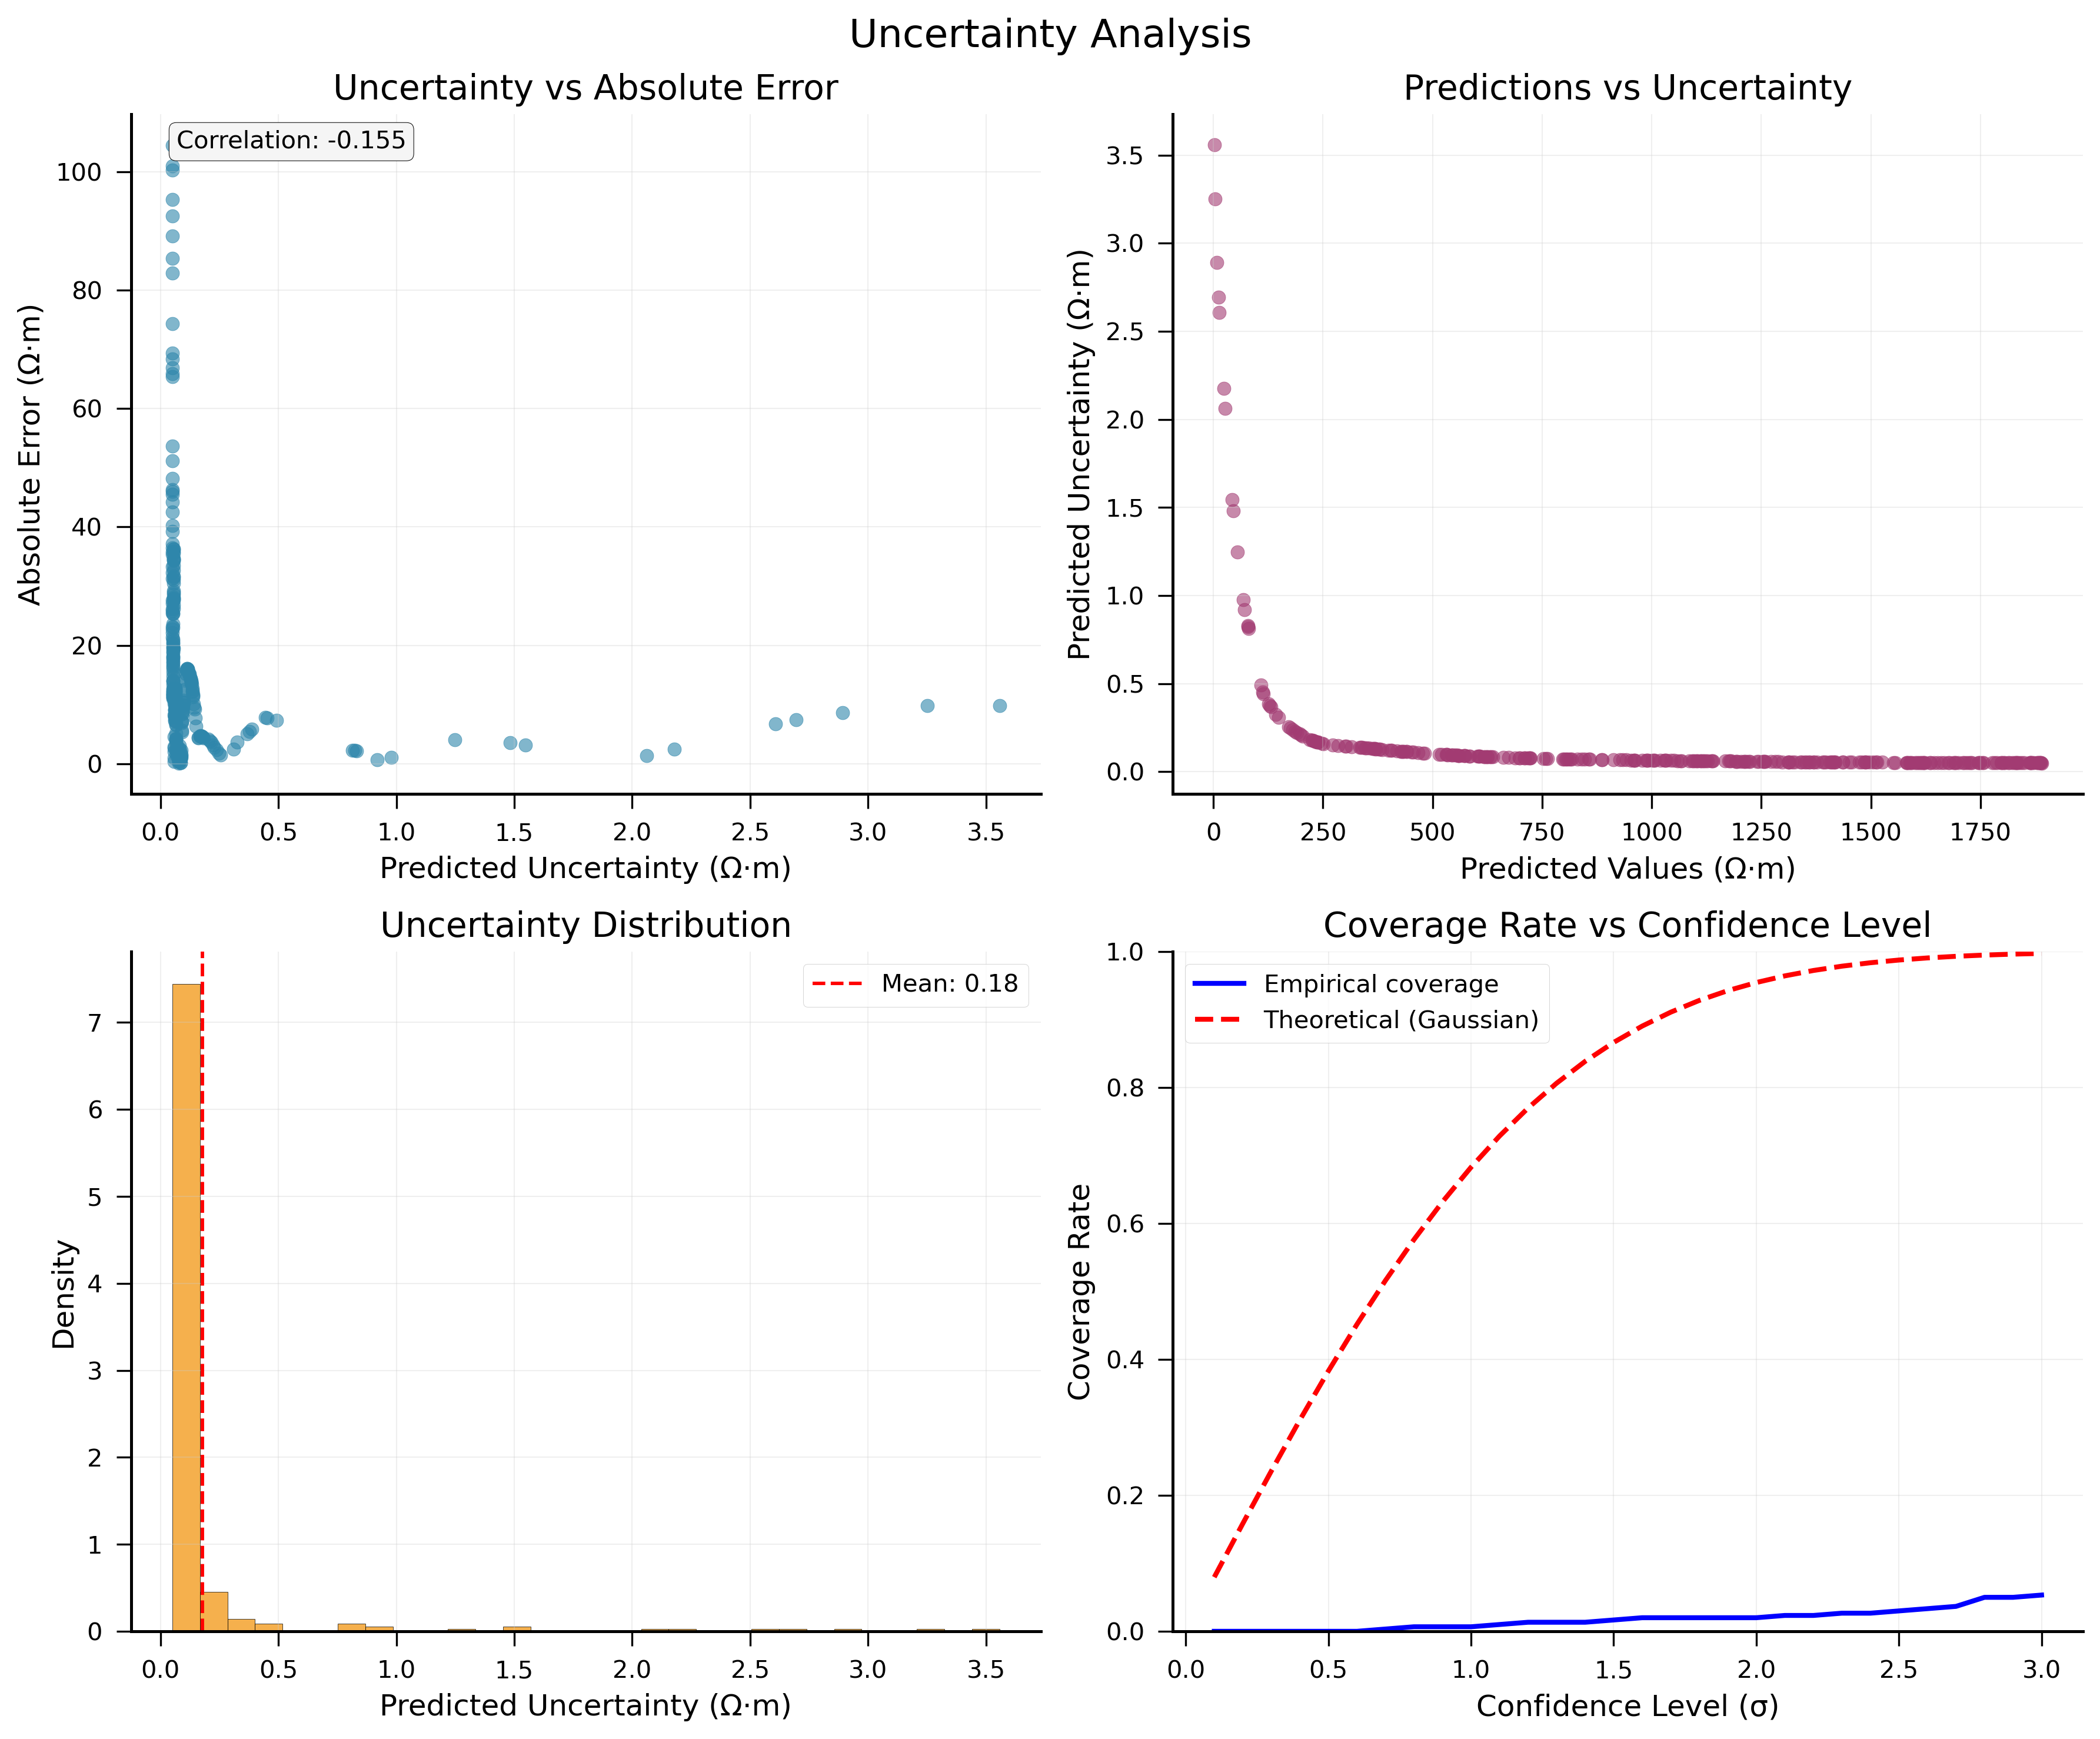 Uncertainty Analysis
Uncertainty vs Absolute Error
Correlation: -0.155
Absolute Error (Ω·m)
100
80
60
40
20
0
0.0 0.5 1.0 1.5 2.0 2.5 3.0 3.5
Predicted Uncertainty (Ω·m)
Predictions vs Uncertainty
Predicted Uncertainty (Ω·m)
3.5
3.0
2.5
2.0
1.5
1.0
0.5
0.0
0 250 500 750 1000 1250 1500 1750
Predicted Values (Ω·m)
Uncertainty Distribution
Mean: 0.18
Density
7
6
5
4
3
2
1
0
0.0 0.5 1.0 1.5 2.0 2.5 3.0 3.5
Predicted Uncertainty (Ω·m)
Coverage Rate vs Confidence Level
Empirical coverage
Theoretical (Gaussian)
Coverage Rate
1.0
0.8
0.6
0.4
0.2
0.0
0.0 0.5 1.0 1.5 2.0 2.5 3.0
Confidence Level (σ)